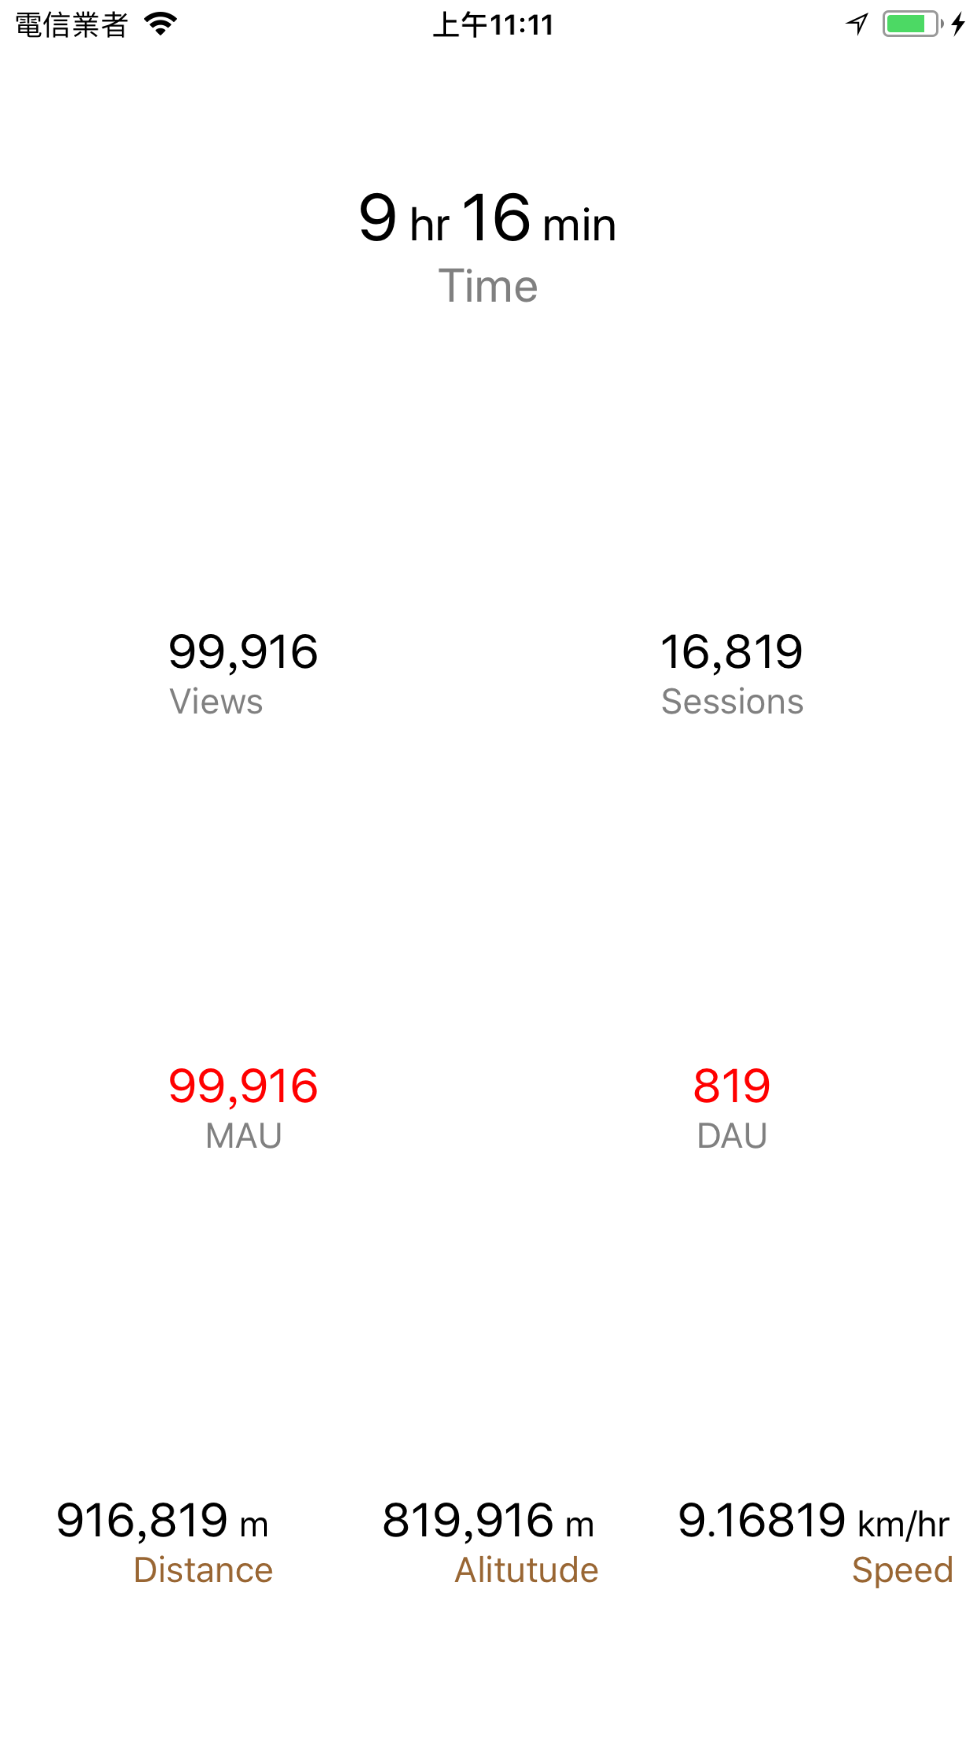 電信業者 上午11:11
9 hr 16 min
Time
99,916 16,819
Views Sessions
99,916 819
MAU DAU
916,819 m 819,916 m 9.16819 km/hr
Distance Alitutude Speed